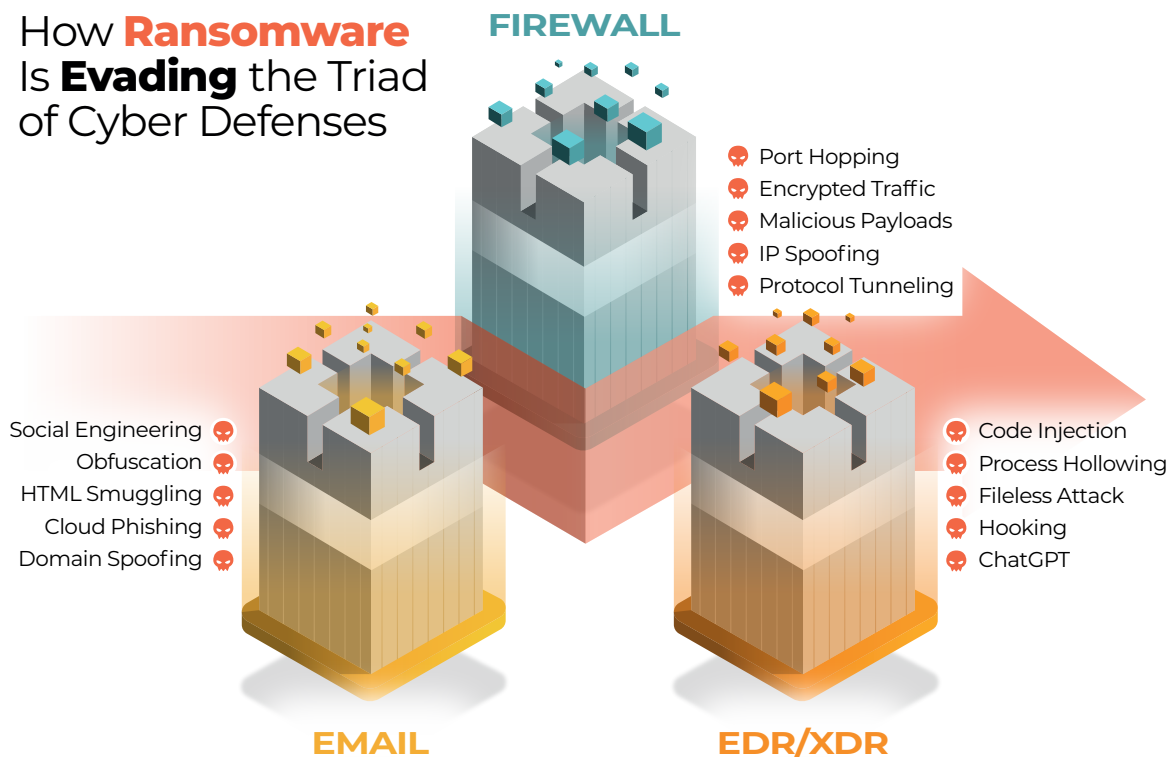 How Ransomware
Is Evading the Triad
of Cyber Defenses
FIREWALL
Port Hopping
Encrypted Traffic
Malicious Payloads
IP Spoofing
Protocol Tunneling
Social Engineering
Obfuscation
HTML Smuggling
Cloud Phishing
Domain Spoofing
EMAIL
Code Injection
Process Hollowing
Fileless Attack
Hooking
ChatGPT
EDR/XDR